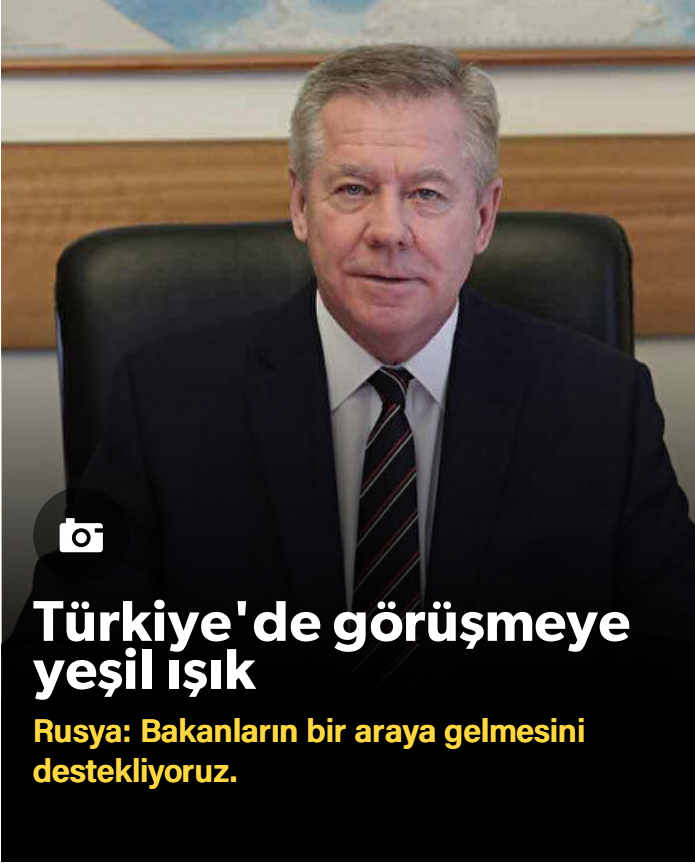 Türkiye'de görüşmeye
yeşil ışık
Rusya: Bakanların bir araya gelmesini
destekliyoruz.